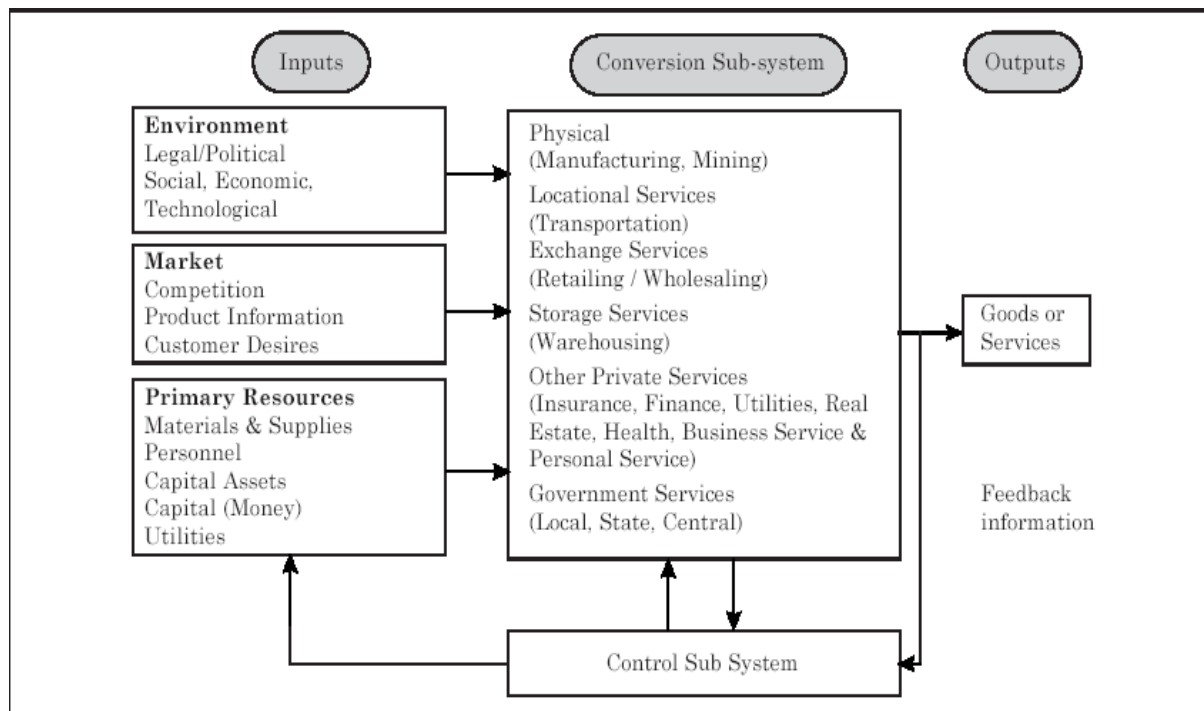 Inputs
Conversion Sub-system
Outputs
Environment
Legal/Political
Social, Economic,
Technological
Market
Competition
Product Information
Customer Desires
Primary Resources
Materials & Supplies
Personnel
Capital Assets
Capital (Money)
Utilities
Physical
(Manufacturing, Mining)
Locational Services
(Transportation)
Exchange Services
(Retailing / Wholesaling)
Storage Services
(Warehousing)
Other Private Services
(Insurance, Finance, Utilities, Real
Estate, Health, Business Service &
Personal Service)
Government Services
(Local, State, Central)
Goods or
Services
Feedback
information
Control Sub System